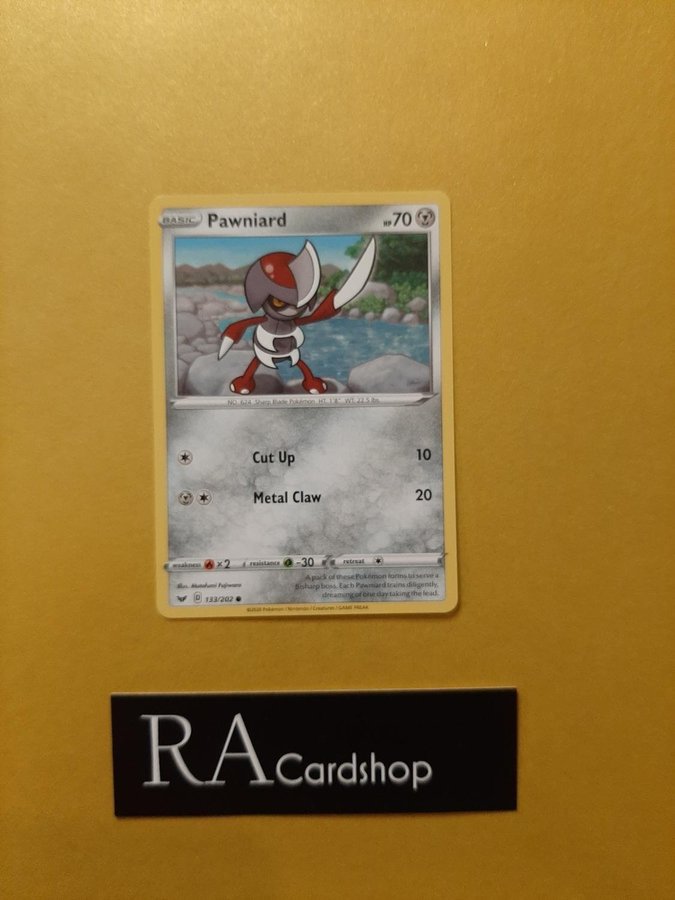 BASIC Pawniard HP 70
NO. 624 Sharp Blade Pokémon HT: 1'8" WT: 22.5 lbs
Cut Up 10
Metal Claw 20
weakness ×2 resistance -30 retreat
Illus. Mutafumi Fujiwara
A pack of these Pokémon forms to serve a
Bisharp boss. Each Pawniard trains diligently,
dreaming of one day taking the lead.
D 133/202
©2020 Pokémon / Nintendo / Creatures / GAME FREAK
RA Cardshop